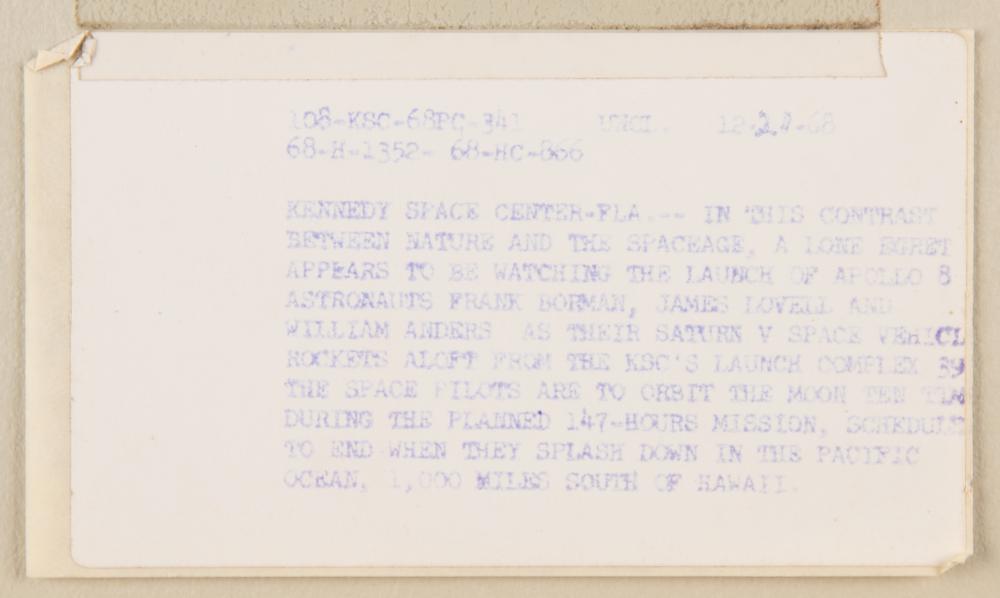 108-KSC-68PC-341 UNCL. 12-24-68
68-H-1352- 68-HC-866
KENNEDY SPACE CENTER-FLA.-- IN THIS CONTRAST
BETWEEN NATURE AND THE SPACEAGE, A LONE EGRET
APPEARS TO BE WATCHING THE LAUNCH OF APOLLO 8
ASTRONAUTS FRANK BORMAN, JAMES LOVELL AND
WILLIAM ANDERS AS THEIR SATURN V SPACE VEHICL
ROCKETS ALOFT FROM THE KSC'S LAUNCH COMPLEX 39
THE SPACE PILOTS ARE TO ORBIT THE MOON TEN TIM
DURING THE PLANNED 147-HOURS MISSION, SCHEDULE
TO END WHEN THEY SPLASH DOWN IN THE PACIFIC
OCEAN, 1,000 MILES SOUTH OF HAWAII.